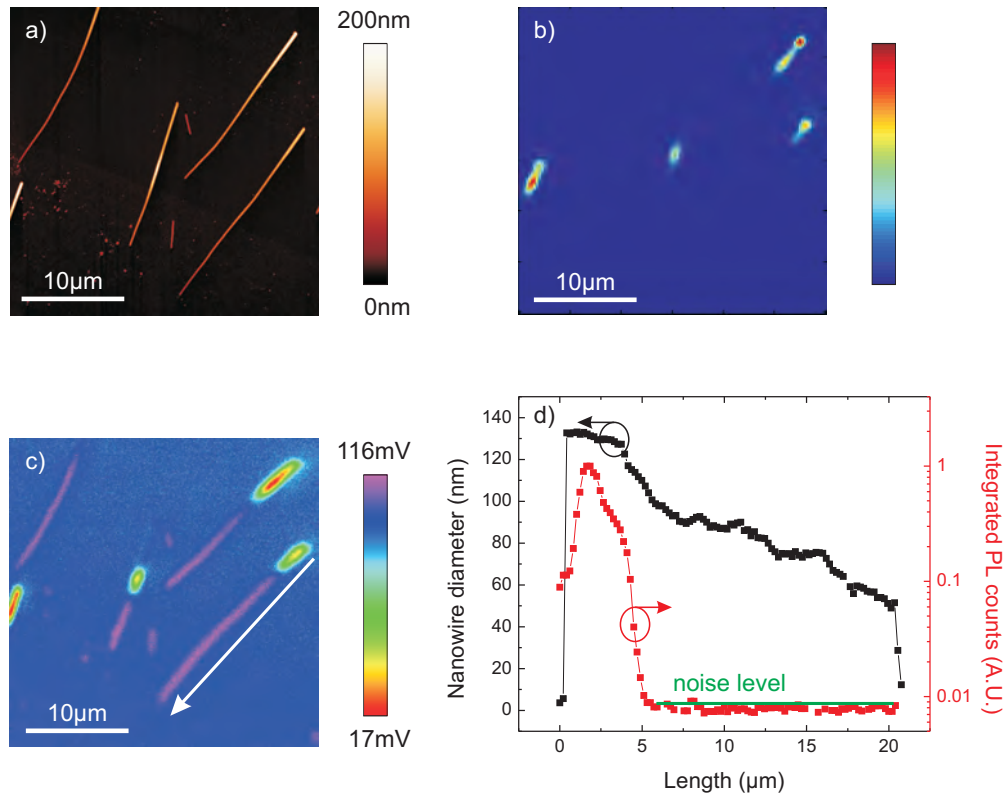 a)
200nm
10µm
0nm
b)
10µm
c)
116mV
10µm
17mV
d)
140
120
100
80
60
40
20
0
Nanowire diameter (nm)
0
5
10
15
20
Length (µm)
noise level
1
0.1
0.01
Integrated PL counts (A.U.)